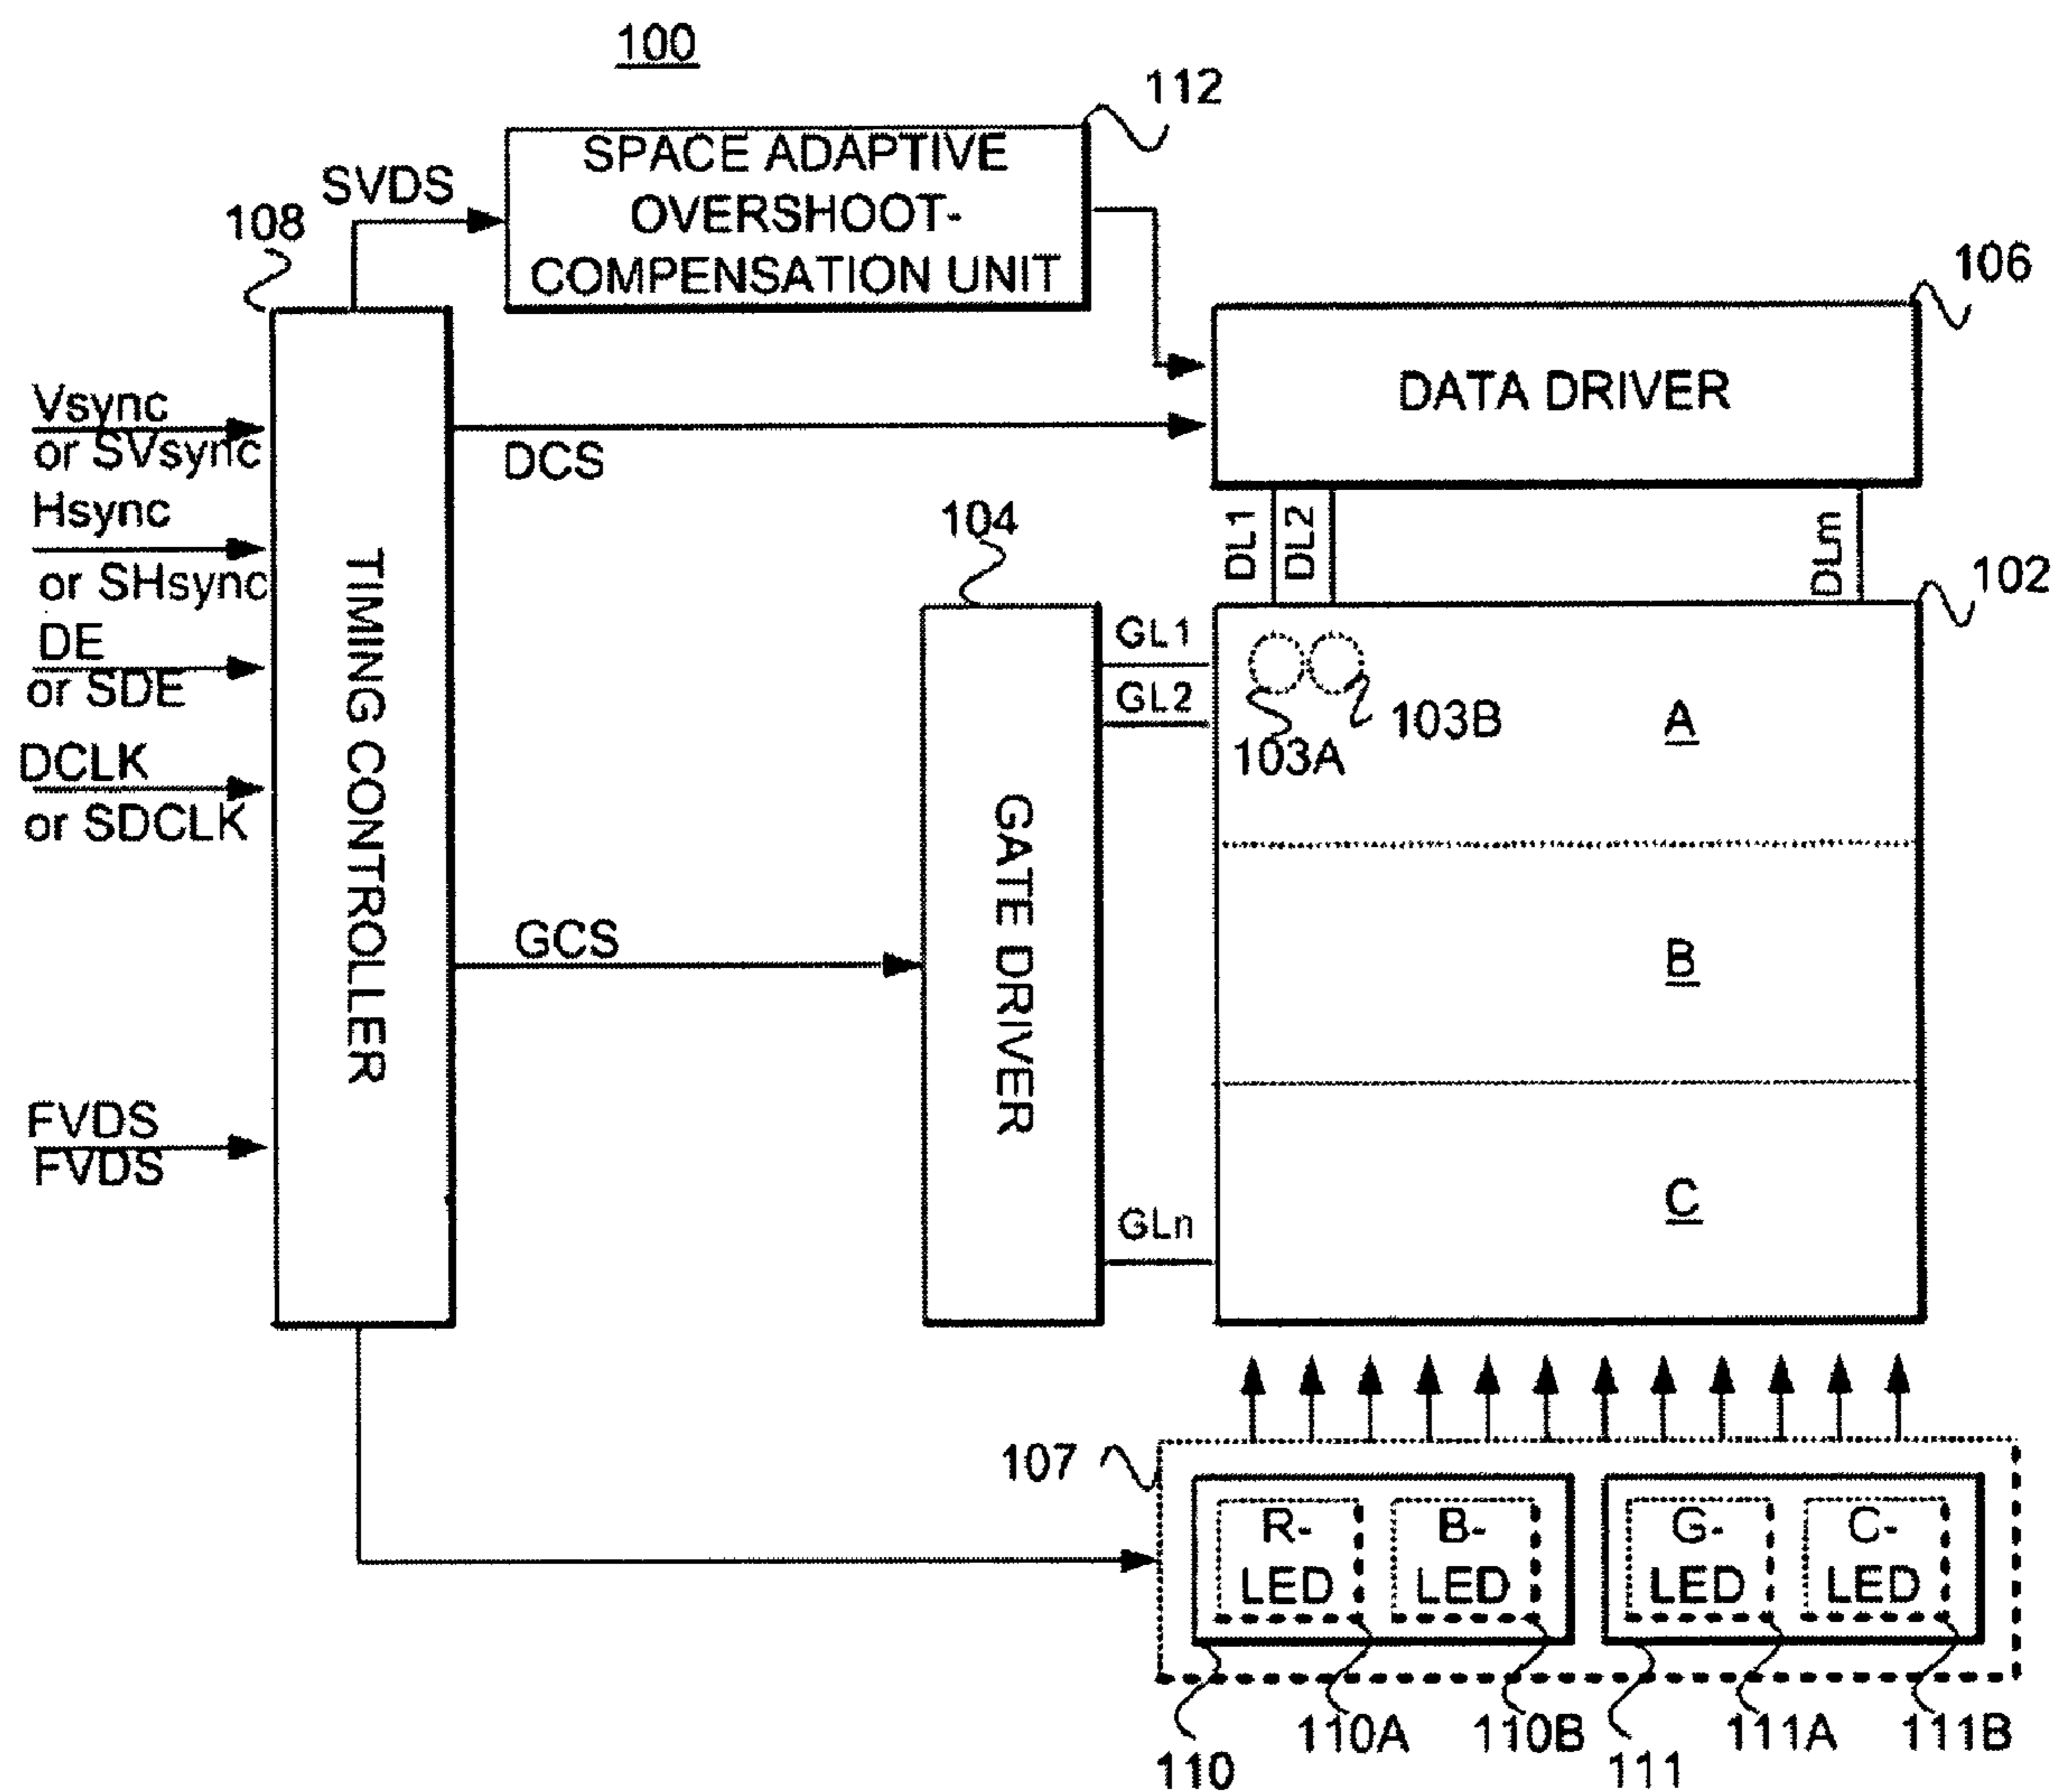 100
112
SPACE ADAPTIVE
OVERSHOOT-
COMPENSATION UNIT
SVDS
108
106
DATA DRIVER
Vsync
or SVsync
DCS
Hsync
or SHsync
104
DL1
DL2
DLm
102
TIMING CONTROLLER
DE
or SDE
GL1
GL2
103A
103B
A
DCLK
or SDCLK
GATE DRIVER
GCS
B
FVDS
FVDS
C
GLn
107
R-
LED
B-
LED
G-
LED
C-
LED
110
110A
110B
111
111A
111B